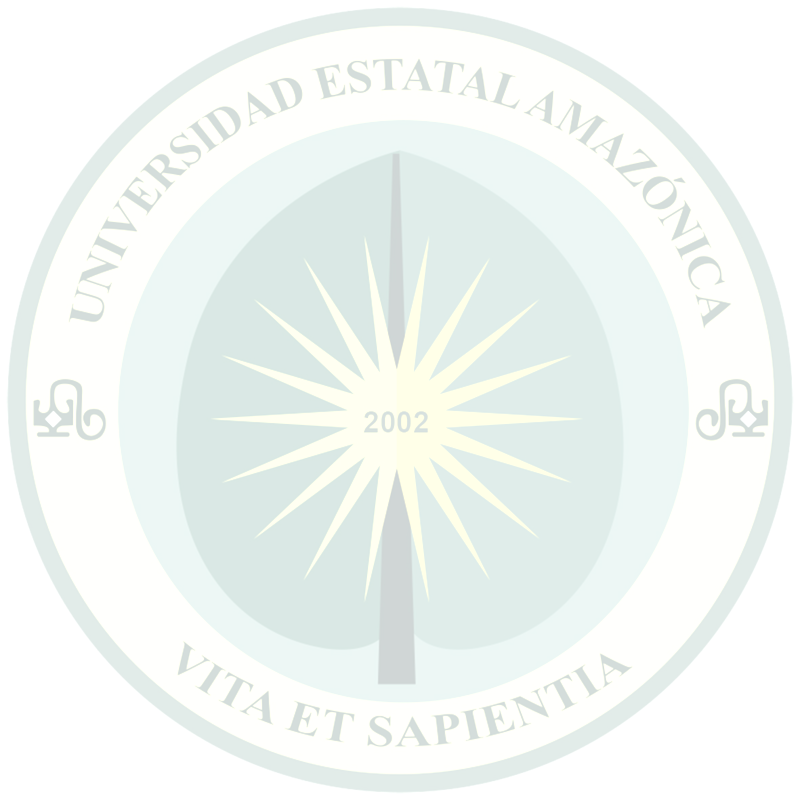 UNIVERSIDAD ESTATAL AMAZÓNICA
2002
VITA ET SAPIENTIA